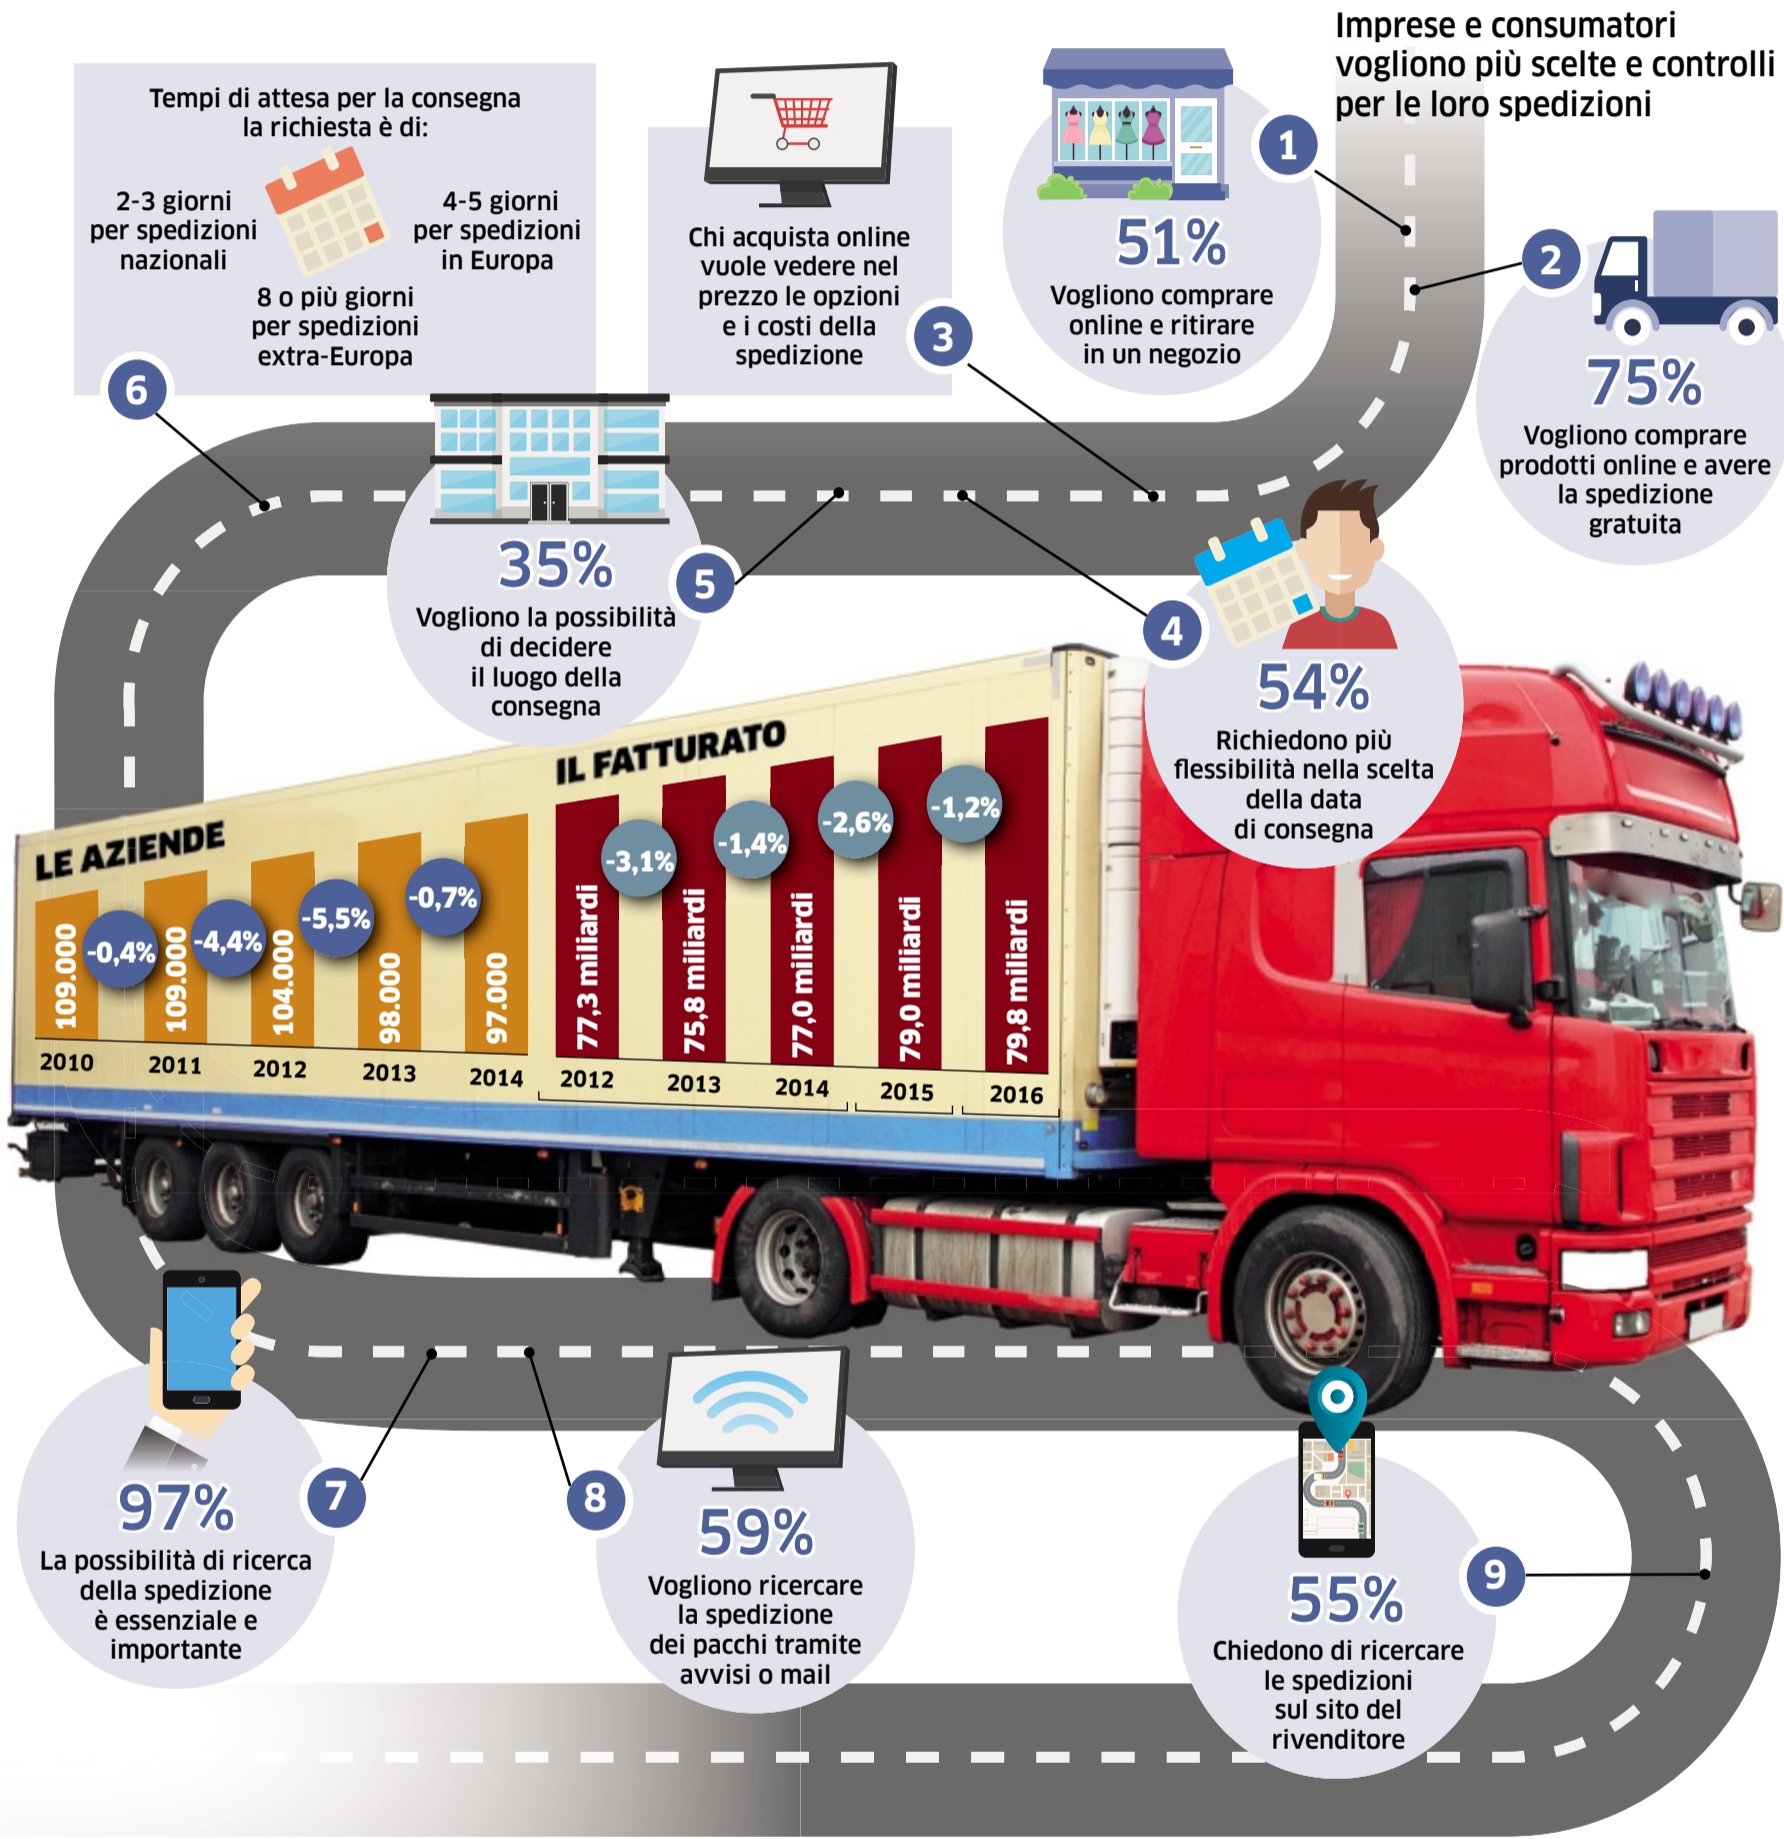 Imprese e consumatori
vogliono più scelte e controlli
per le loro spedizioni
1
51%
Vogliono comprare
online e ritirare
in un negozio
2
75%
Vogliono comprare
prodotti online e avere
la spedizione
gratuita
3
Chi acquista online
vuole vedere nel
prezzo le opzioni
e i costi della
spedizione
4
54%
Richiedono più
flessibilità nella scelta
della data
di consegna
5
35%
Vogliono la possibilità
di decidere
il luogo della
consegna
6
Tempi di attesa per la consegna
la richiesta è di:
2-3 giorni
per spedizioni
nazionali
4-5 giorni
per spedizioni
in Europa
8 o più giorni
per spedizioni
extra-Europa
LE AZIENDE
109.000
-0,4%
109.000
-4,4%
104.000
-5,5%
98.000
-0,7%
97.000
2010
2011
2012
2013
2014
IL FATTURATO
77,3 miliardi
-3,1%
75,8 miliardi
-1,4%
77,0 miliardi
-2,6%
79,0 miliardi
-1,2%
79,8 miliardi
2012
2013
2014
2015
2016
7
97%
La possibilità di ricerca
della spedizione
è essenziale e
importante
8
59%
Vogliono ricercare
la spedizione
dei pacchi tramite
avvisi o mail
9
55%
Chiedono di ricercare
le spedizioni
sul sito del
rivenditore